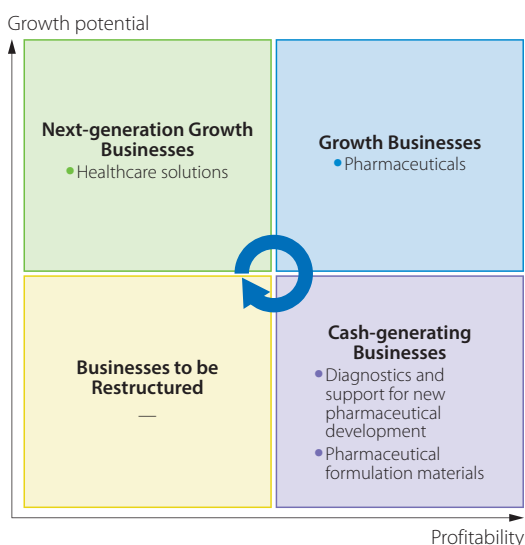 Growth potential
Next-generation Growth
Businesses
•Healthcare solutions
Growth Businesses
•Pharmaceuticals
Businesses to be
Restructured
—
Cash-generating
Businesses
•Diagnostics and
support for new
pharmaceutical
development
•Pharmaceutical
formulation materials
Profitability